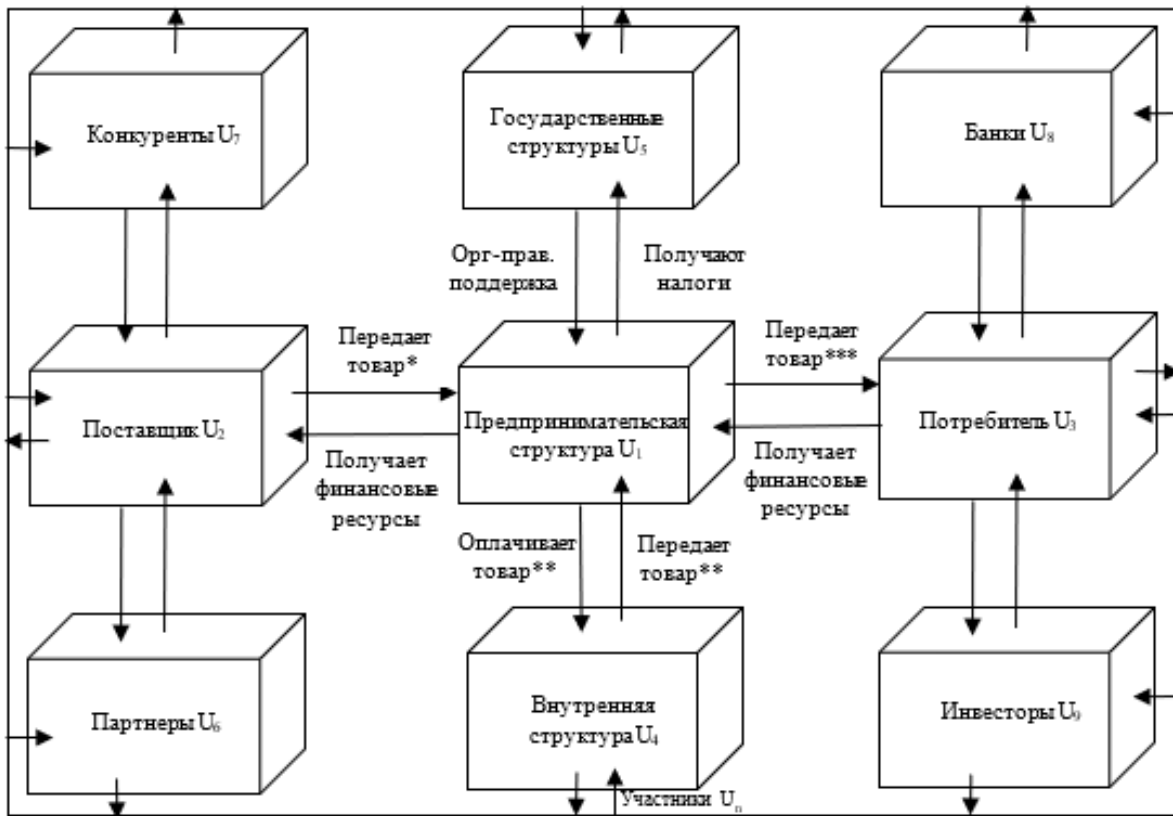 Конкуренты U7
Государственные
структуры U5
Банки U8
Орг-прав.
поддержка
Получают
налоги
Передает
товар*
Передает
товар***
Поставщик U2
Предпринимательская
структура U1
Потребитель U3
Получает
финансовые
ресурсы
Получает
финансовые
ресурсы
Оплачивает
товар**
Передает
товар**
Партнеры U6
Внутренняя
структура U4
Инвесторы U9
Участники Un